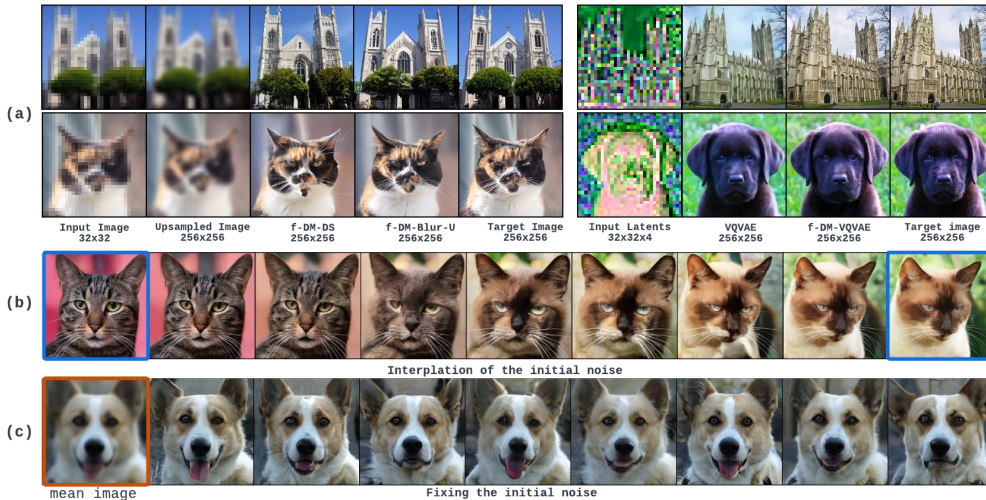 (a)
Input Image
32x32
Upsampled Image
256x256
f-DM-DS
256x256
f-DM-Blur-U
256x256
Target Image
256x256
Input Latents
32x32x4
VQVAE
256x256
f-DM-VQVAE
256x256
Target image
256x256
(b)
Interplation of the initial noise
(c)
mean image
Fixing the initial noise